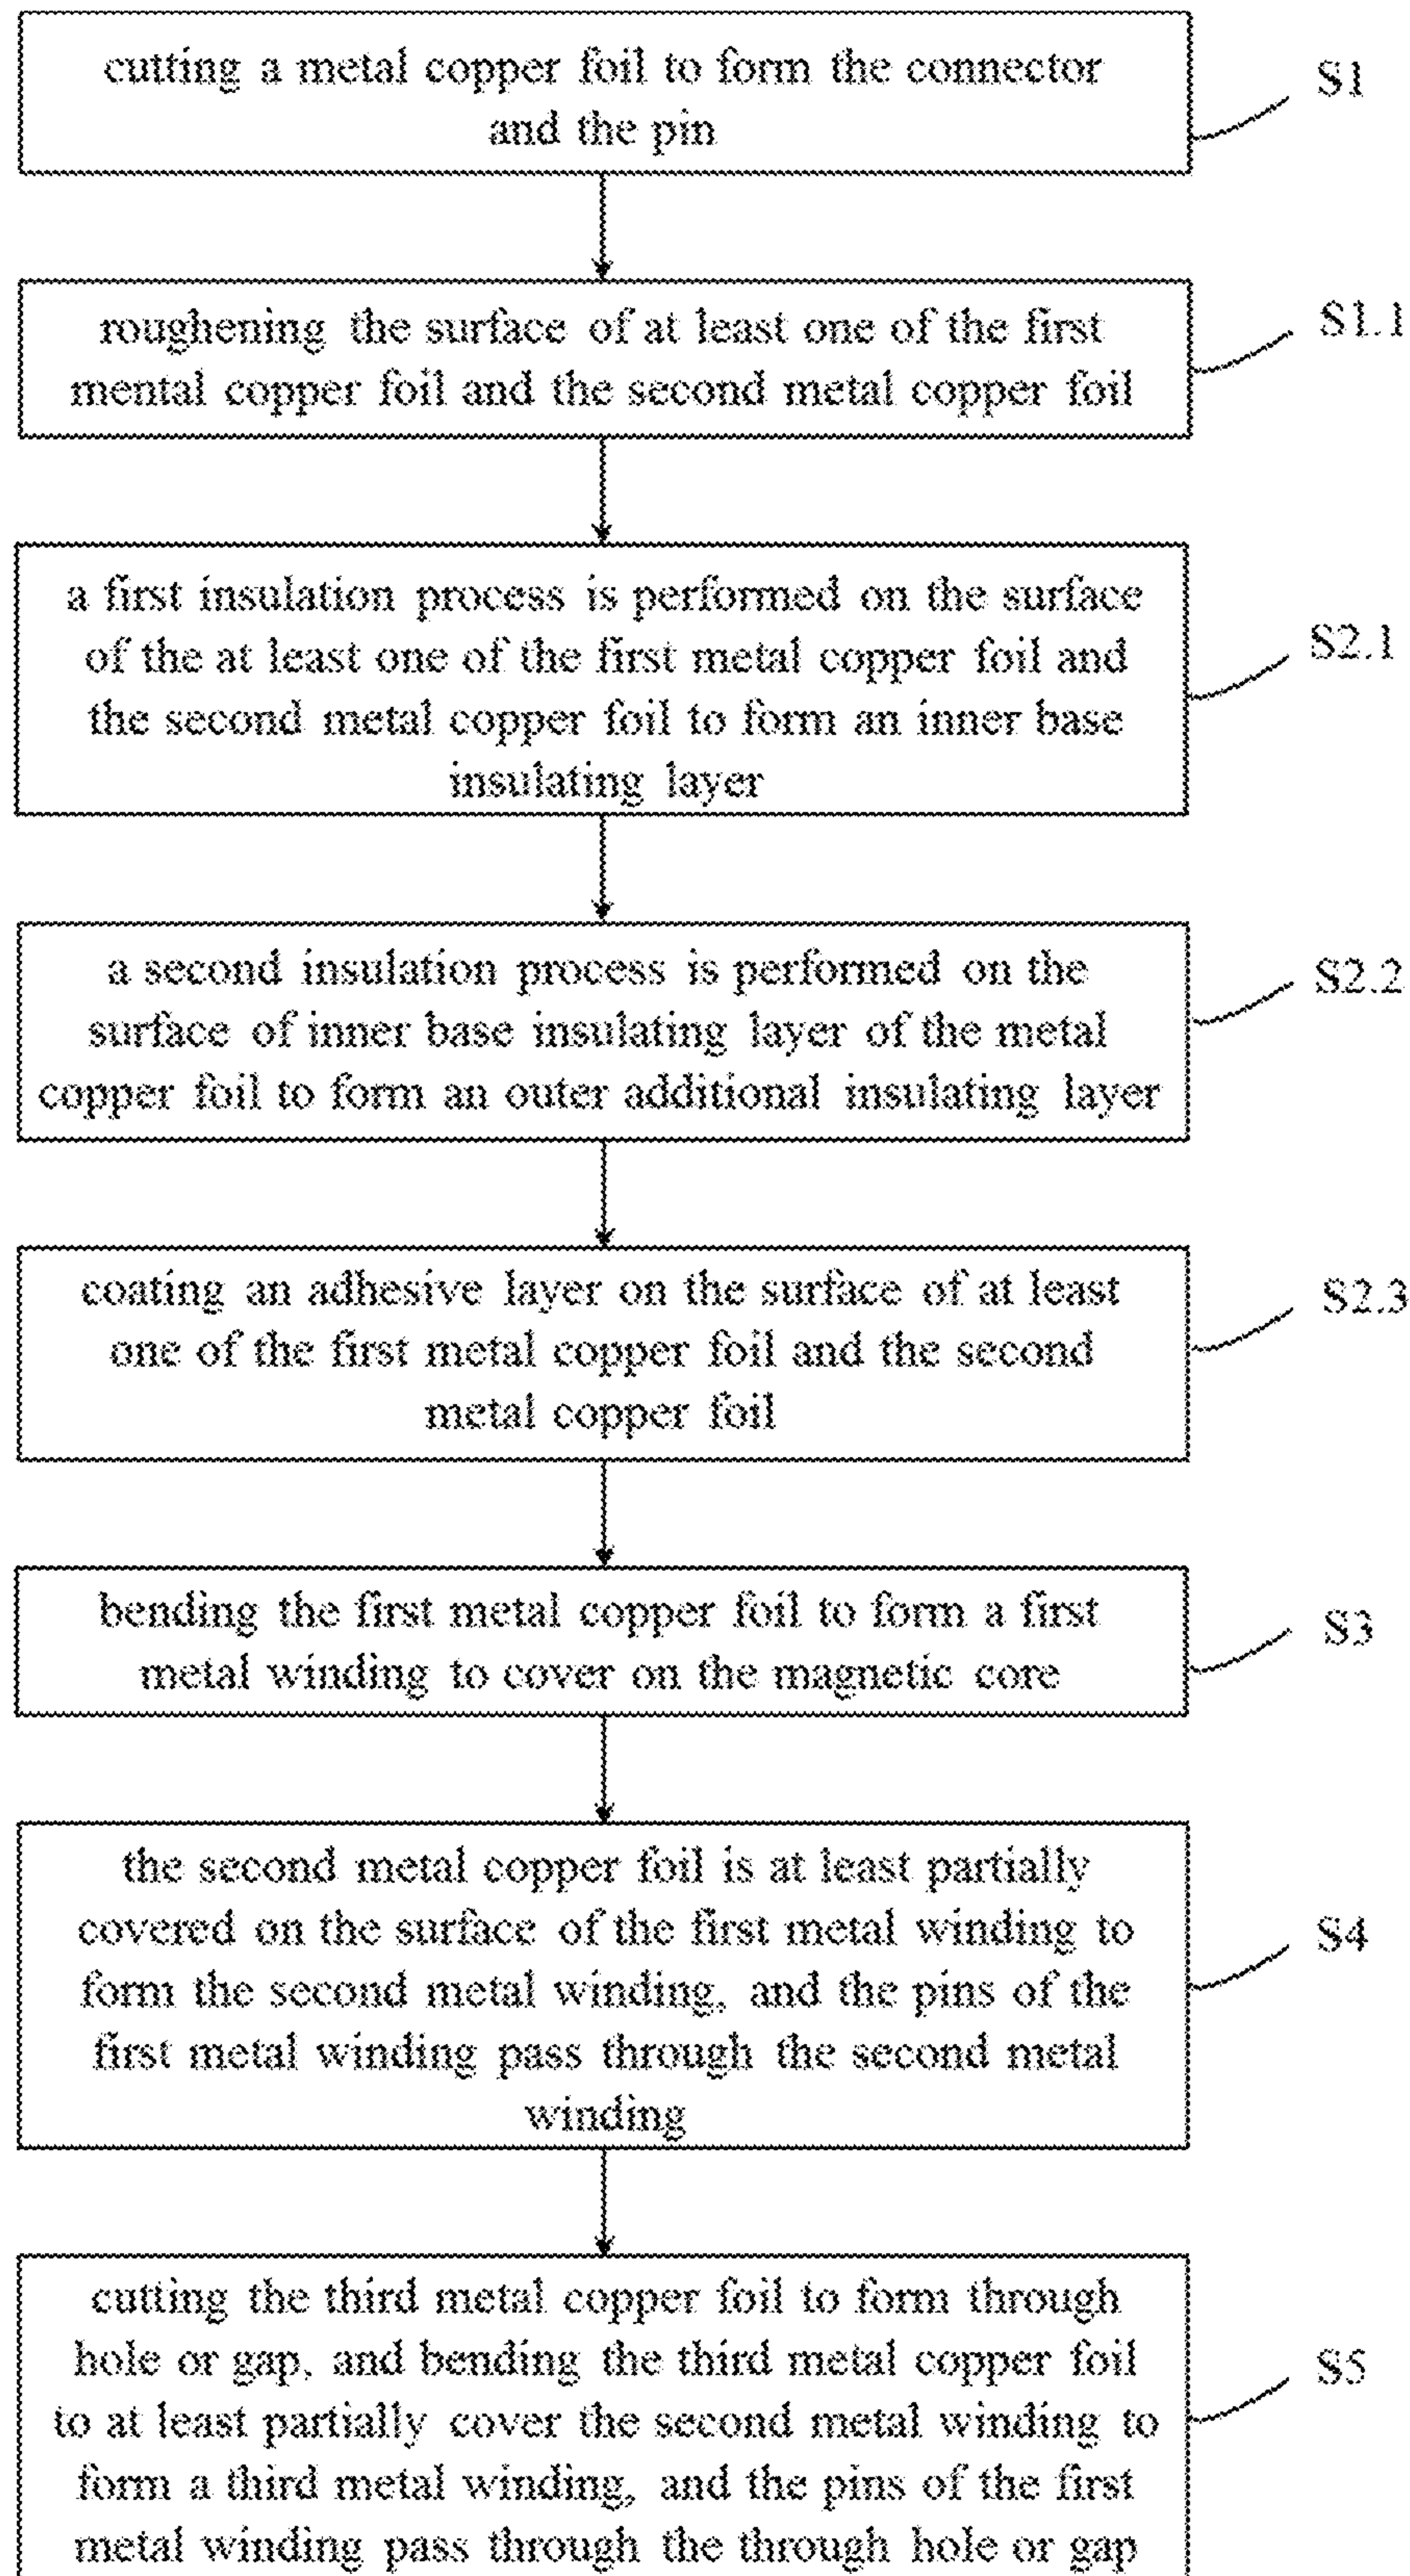 cutting a metal copper foil to form the connector
and the pin
S1
roughening the surface of at least one of the first
mental copper foil and the second metal copper foil
S1.1
a first insulation process is performed on the surface
of the at least one of the first metal copper foil and
the second metal copper foil to form an inner base
insulating layer
S2.1
a second insulation process is performed on the
surface of inner base insulating layer of the metal
copper foil to form an outer additional insulating layer
S2.2
coating an adhesive layer on the surface of at least
one of the first metal copper foil and the second
metal copper foil
S2.3
bending the first metal copper foil to form a first
metal winding to cover on the magnetic core
S3
the second metal copper foil is at least partially
covered on the surface of the first metal winding to
form the second metal winding, and the pins of the
first metal winding pass through the second metal
winding
S4
cutting the third metal copper foil to form through
hole or gap, and bending the third metal copper foil
to at least partially cover the second metal winding to
form a third metal winding, and the pins of the first
metal winding pass through the through hole or gap
S5